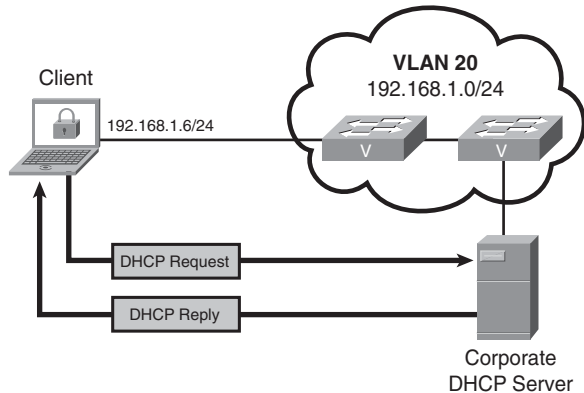 VLAN 20
192.168.1.0/24
Client
192.168.1.6/24
V
V
DHCP Request
DHCP Reply
Corporate
DHCP Server